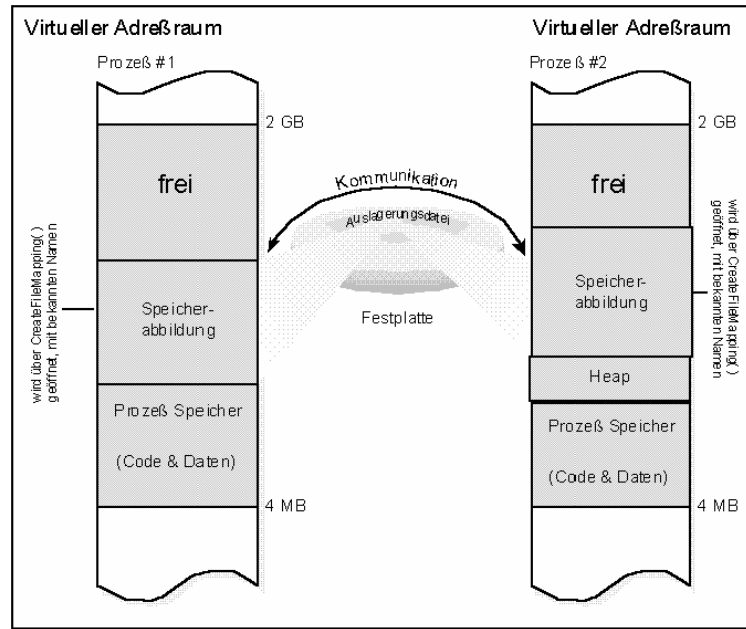 Virtueller Adreßraum
Prozeß #1
2 GB
frei
wird über CreateFileMapping()
geöffnet, mit bekannten Namen
Speicher-
abbildung
Prozeß Speicher
(Code & Daten)
4 MB
Kommunikation
Auslagerungsdatei
Festplatte
Virtueller Adreßraum
Prozeß #2
2 GB
frei
wird über CreateFileMapping()
geöffnet, mit bekannten Namen
Speicher-
abbildung
Heap
Prozeß Speicher
(Code & Daten)
4 MB